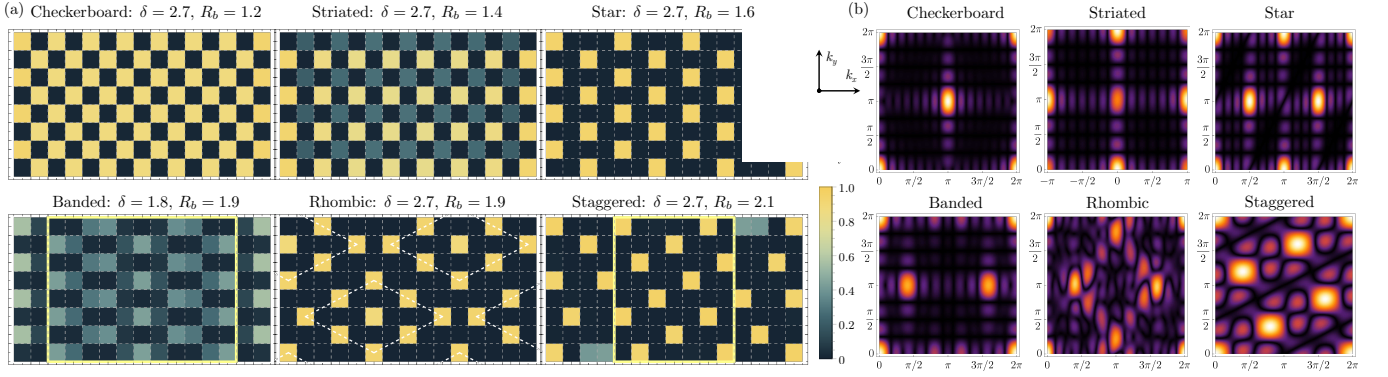 (a)
Checkerboard: δ = 2.7, R_b = 1.2
Striated: δ = 2.7, R_b = 1.4
Star: δ = 2.7, R_b = 1.6
Banded: δ = 1.8, R_b = 1.9
Rhombic: δ = 2.7, R_b = 1.9
Staggered: δ = 2.7, R_b = 2.1
1.0
0.8
0.6
0.4
0.2
0
(b)
k_y
k_x
Checkerboard
2π
3π/2
π
π/2
0
0 π/2 π 3π/2 2π
Striated
2π
3π/2
π
π/2
0
−π −π/2 0 π/2 π
Star
2π
3π/2
π
π/2
0
0 π/2 π 3π/2 2π
Banded
2π
3π/2
π
π/2
0
0 π/2 π 3π/2 2π
Rhombic
2π
3π/2
π
π/2
0
0 π/2 π 3π/2 2π
Staggered
2π
3π/2
π
π/2
0
0 π/2 π 3π/2 2π